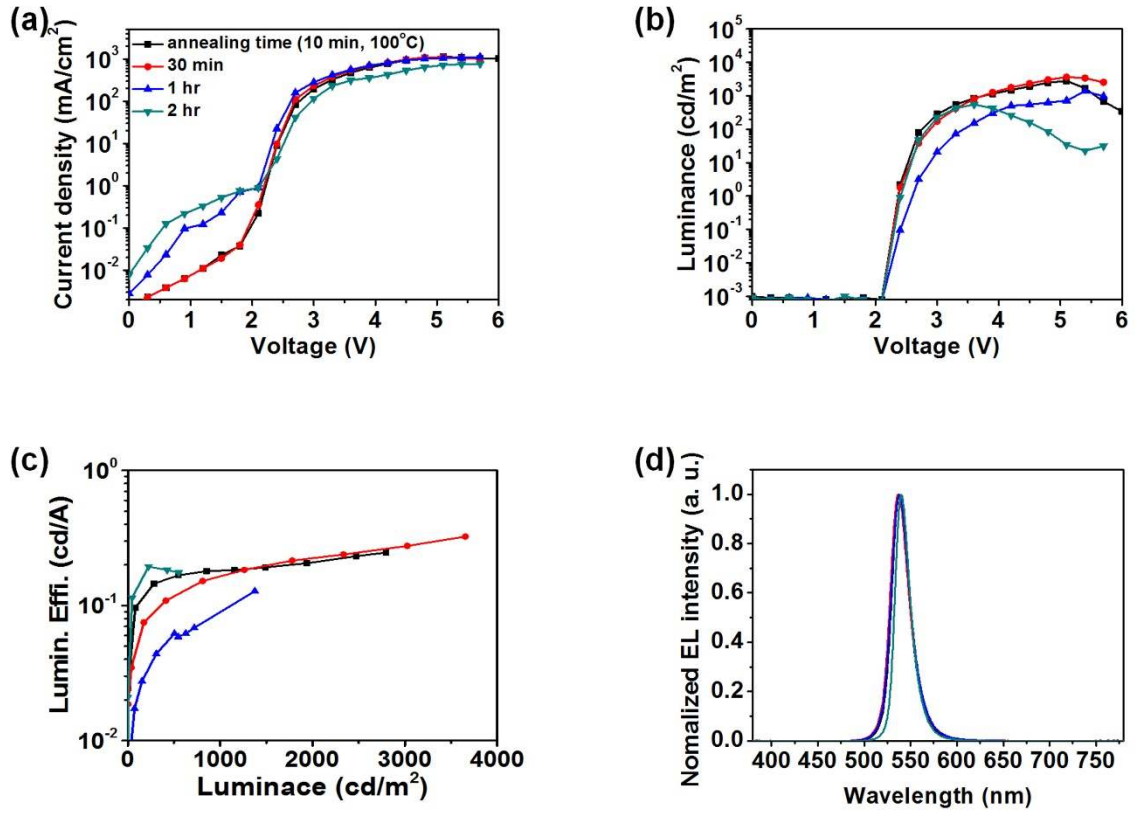 (a)
Current density (mA/cm²)
10³
10²
10¹
10⁰
10⁻¹
10⁻²
annealing time (10 min, 100°C)
30 min
1 hr
2 hr
0 1 2 3 4 5 6
Voltage (V)
(b)
Luminance (cd/m²)
10⁵
10⁴
10³
10²
10¹
10⁰
10⁻¹
10⁻²
10⁻³
0 1 2 3 4 5 6
Voltage (V)
(c)
Lumin. Effi. (cd/A)
10⁰
10⁻¹
10⁻²
0 1000 2000 3000 4000
Luminace (cd/m²)
(d)
Nomalized EL intensity (a. u.)
1.0
0.8
0.6
0.4
0.2
0.0
400 450 500 550 600 650 700 750
Wavelength (nm)